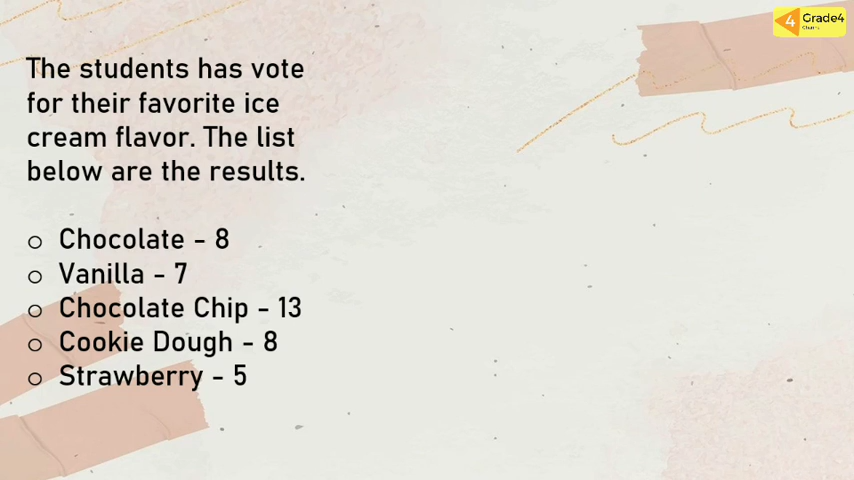 4 Grade4
The students has vote
for their favorite ice
cream flavor. The list
below are the results.
o Chocolate - 8
o Vanilla - 7
o Chocolate Chip - 13
o Cookie Dough - 8
o Strawberry - 5